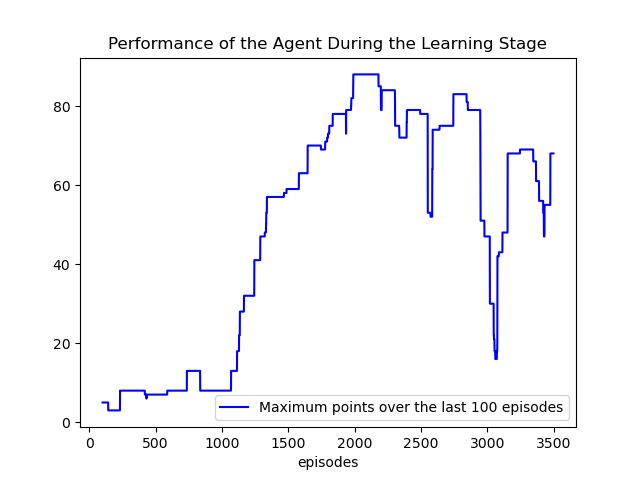 Performance of the Agent During the Learning Stage
80
60
40
20
0
Maximum points over the last 100 episodes
0 500 1000 1500 2000 2500 3000 3500
episodes